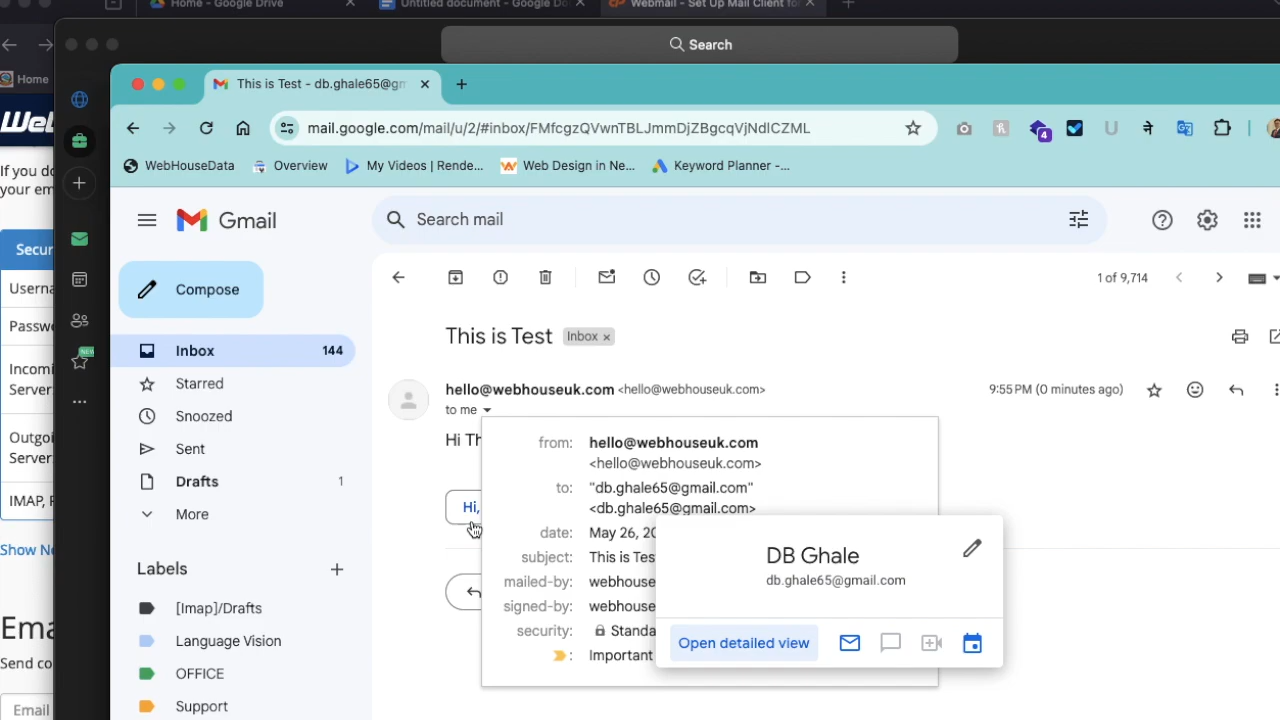 Home - Google Drive
Untitled document - Google Do
Webmail - Set Up Mail Client for
Search
Home
This is Test - db.ghale65@gm
mail.google.com/mail/u/2/#inbox/FMfcgzQVwnTBLJmmDjZBgcqVjNdlCZML
4
WebHouseData
Overview
My Videos | Rende...
Web Design in Ne...
Keyword Planner -...
If you do
your em
Secur
Userna
Passwo
Incomi
Server:
Outgoi
Server:
IMAP, P
Show No
Ema
Send co
Email
NEW
Gmail
Search mail
Compose
1 of 9,714
Inbox 144
Starred
Snoozed
Sent
Drafts 1
More
Labels
[Imap]/Drafts
Language Vision
OFFICE
Support
This is Test Inbox ×
hello@webhouseuk.com <hello@webhouseuk.com>
9:55 PM (0 minutes ago)
to me
Hi Th
Hi,
from: hello@webhouseuk.com
<hello@webhouseuk.com>
to: "db.ghale65@gmail.com"
<db.ghale65@gmail.com>
date: May 26, 20
subject: This is Tes
mailed-by: webhouse
signed-by: webhouse
security: Standa
: Important
DB Ghale
db.ghale65@gmail.com
Open detailed view